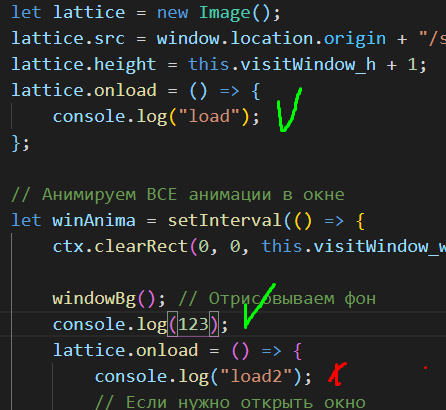 let lattice = new Image();
lattice.src = window.location.origin + "/s
lattice.height = this.visitWindow_h + 1;
lattice.onload = () => {
console.log("load");
};
// Анимируем ВСЕ анимации в окне
let winAnima = setInterval(() => {
ctx.clearRect(0, 0, this.visitWindow_w
windowBg(); // Отрисовываем фон
console.log(123);
lattice.onload = () => {
console.log("load2");
// Если нужно открыть окно